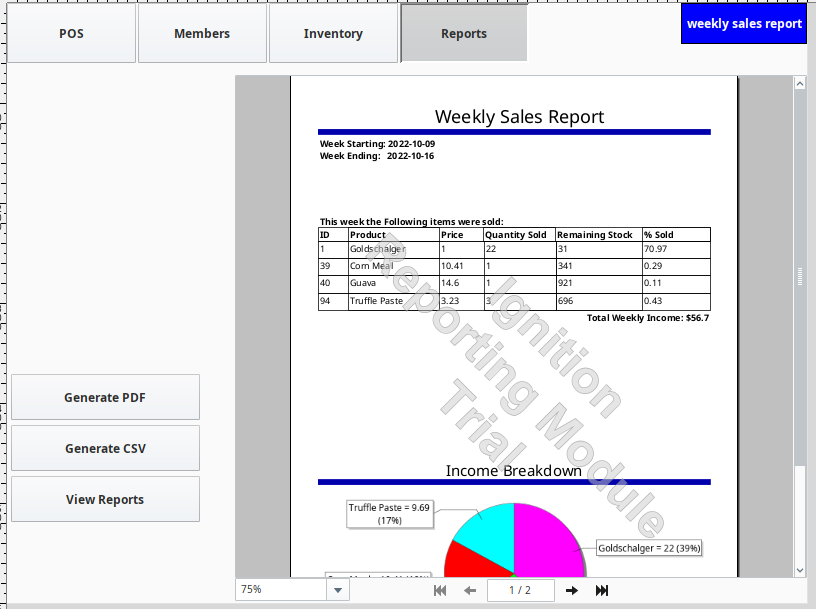 POS Members Inventory Reports weekly sales report
Weekly Sales Report
Week Starting: 2022-10-09
Week Ending: 2022-10-16
This week the Following items were sold:
ID Product Price Quantity Sold Remaining Stock % Sold
1 Goldschalger 1 22 31 70.97
39 Corn Meal 10.41 1 341 0.29
40 Guava 14.6 1 921 0.11
94 Truffle Paste 3.23 3 696 0.43
Total Weekly Income: $56.7
Ignition
Reporting Module
Trial
Generate PDF
Generate CSV
View Reports
Income Breakdown
Truffle Paste = 9.69
(17%)
Goldschalger = 22 (39%)
75%
1 / 2